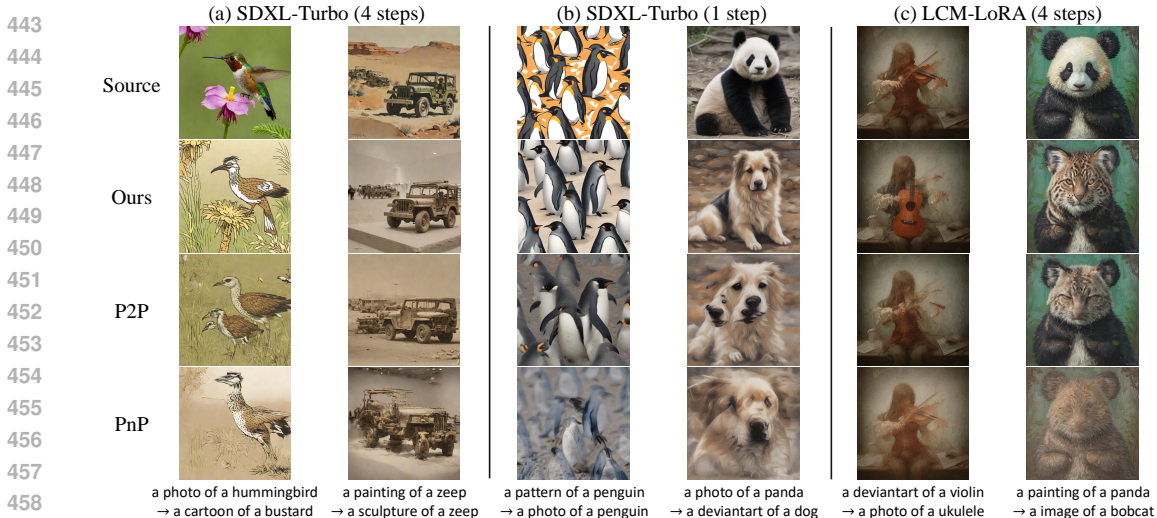 443
444
445
446
447
448
449
450
451
452
453
454
455
456
457
458
(a) SDXL-Turbo (4 steps)
(b) SDXL-Turbo (1 step)
(c) LCM-LoRA (4 steps)
Source
Ours
P2P
PnP
a photo of a hummingbird
→ a cartoon of a bustard
a painting of a zeep
→ a sculpture of a zeep
a pattern of a penguin
→ a photo of a penguin
a photo of a panda
→ a deviantart of a dog
a deviantart of a violin
→ a photo of a ukulele
a painting of a panda
→ a image of a bobcat